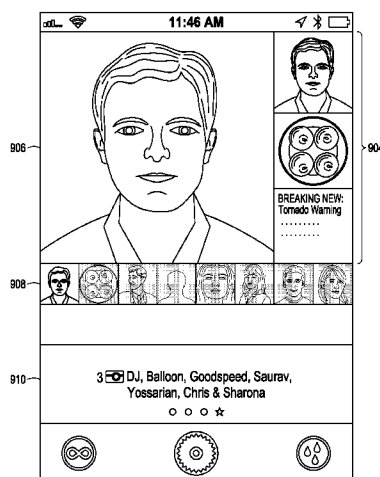 11:46 AM
906
904
BREAKING NEW:
Tornado Warning
908
910
3 DJ, Balloon, Goodspeed, Saurav,
Yossarian, Chris & Sharona